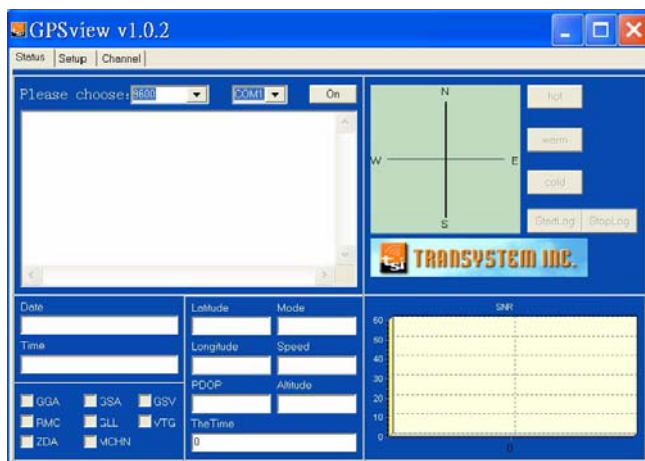 GPSview v1.0.2
Status Setup Channel
Please choose: 9600 COM1 On
N
W E
S
hot
warm
cold
StartLog StopLog
tsi TRANSYSTEM INC.
Date
Time
GGA GSA GSV
RMC GLL VTG
ZDA MCHN
Latitude Mode
Longitude Speed
PDOP Altitude
TheTime
0
SNR
60
50
40
30
20
10
0
0